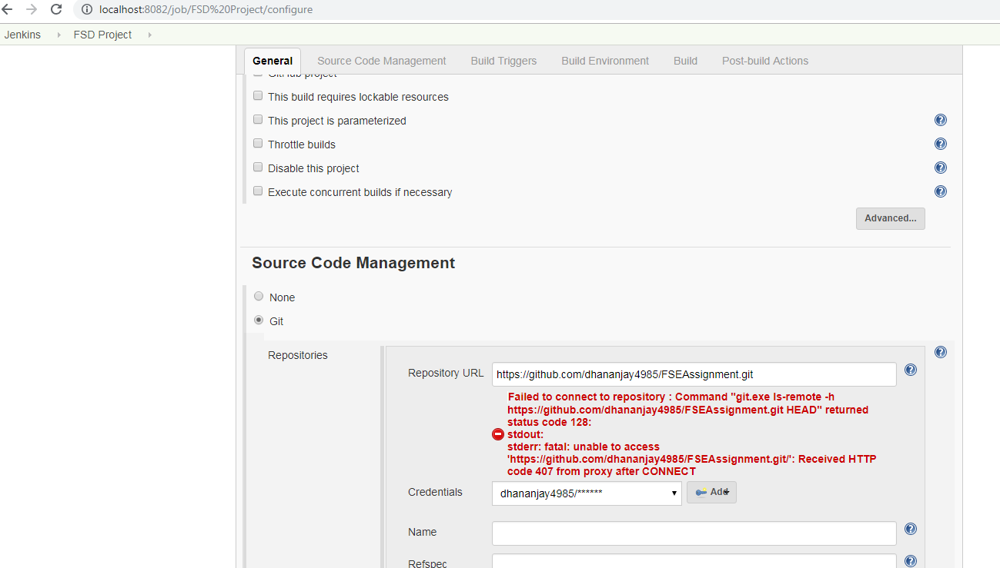 localhost:8082/job/FSD%20Project/configure
Jenkins FSD Project
General Source Code Management Build Triggers Build Environment Build Post-build Actions
GitHub project
This build requires lockable resources
This project is parameterized
Throttle builds
Disable this project
Execute concurrent builds if necessary
Advanced...
Source Code Management
None
Git
Repositories
Repository URL https://github.com/dhananjay4985/FSEAssignment.git
Failed to connect to repository : Command "git.exe ls-remote -h
https://github.com/dhananjay4985/FSEAssignment.git HEAD" returned
status code 128:
stdout:
stderr: fatal: unable to access
'https://github.com/dhananjay4985/FSEAssignment.git/': Received HTTP
code 407 from proxy after CONNECT
Credentials dhananjay4985/****** Add
Name
Refspec